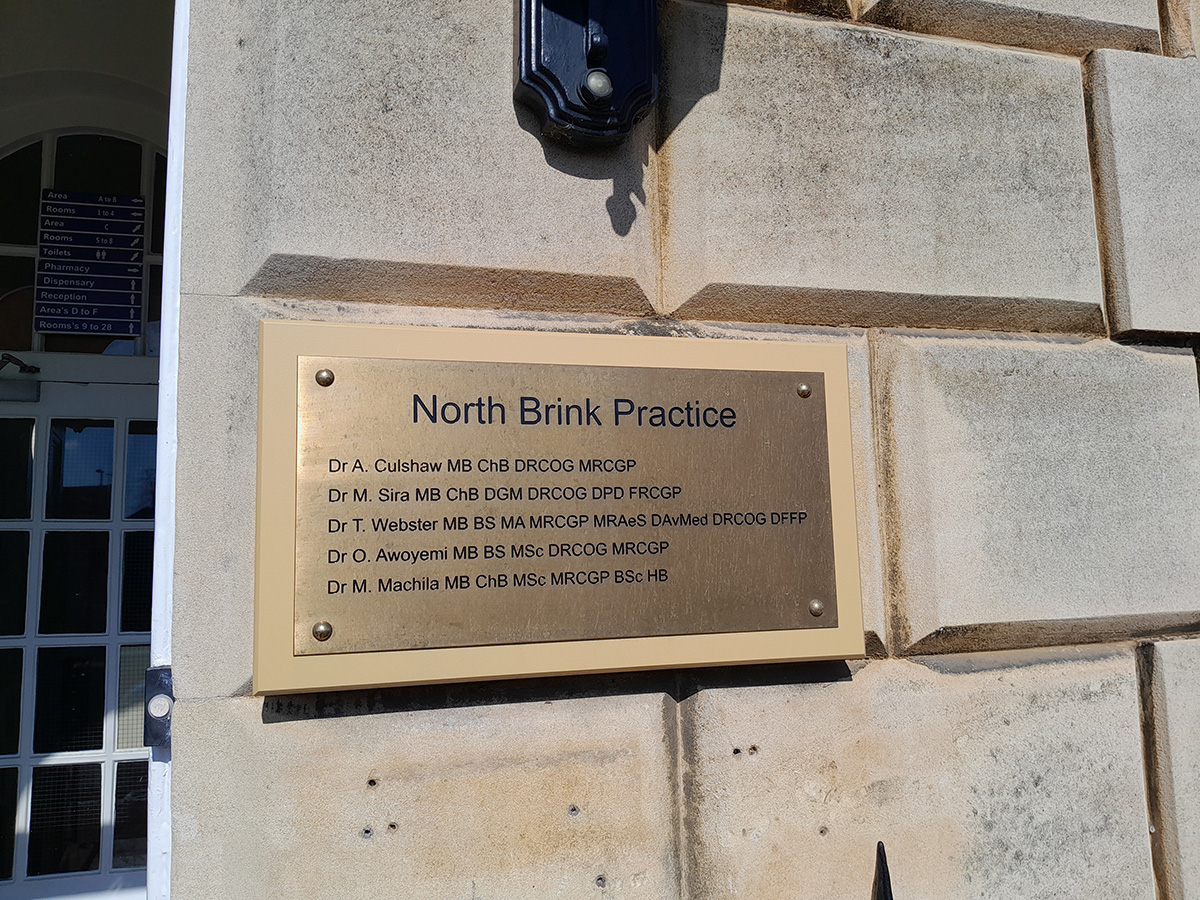 Area A to B
Rooms 1 to 4
Area C
Rooms 5 to 8
Toilets
Pharmacy
Dispensary
Reception
Area's D to F
Rooms's 9 to 28
North Brink Practice
Dr A. Culshaw MB ChB DRCOG MRCGP
Dr M. Sira MB ChB DGM DRCOG DPD FRCGP
Dr T. Webster MB BS MA MRCGP MRAeS DAvMed DRCOG DFFP
Dr O. Awoyemi MB BS MSc DRCOG MRCGP
Dr M. Machila MB ChB MSc MRCGP BSc HB